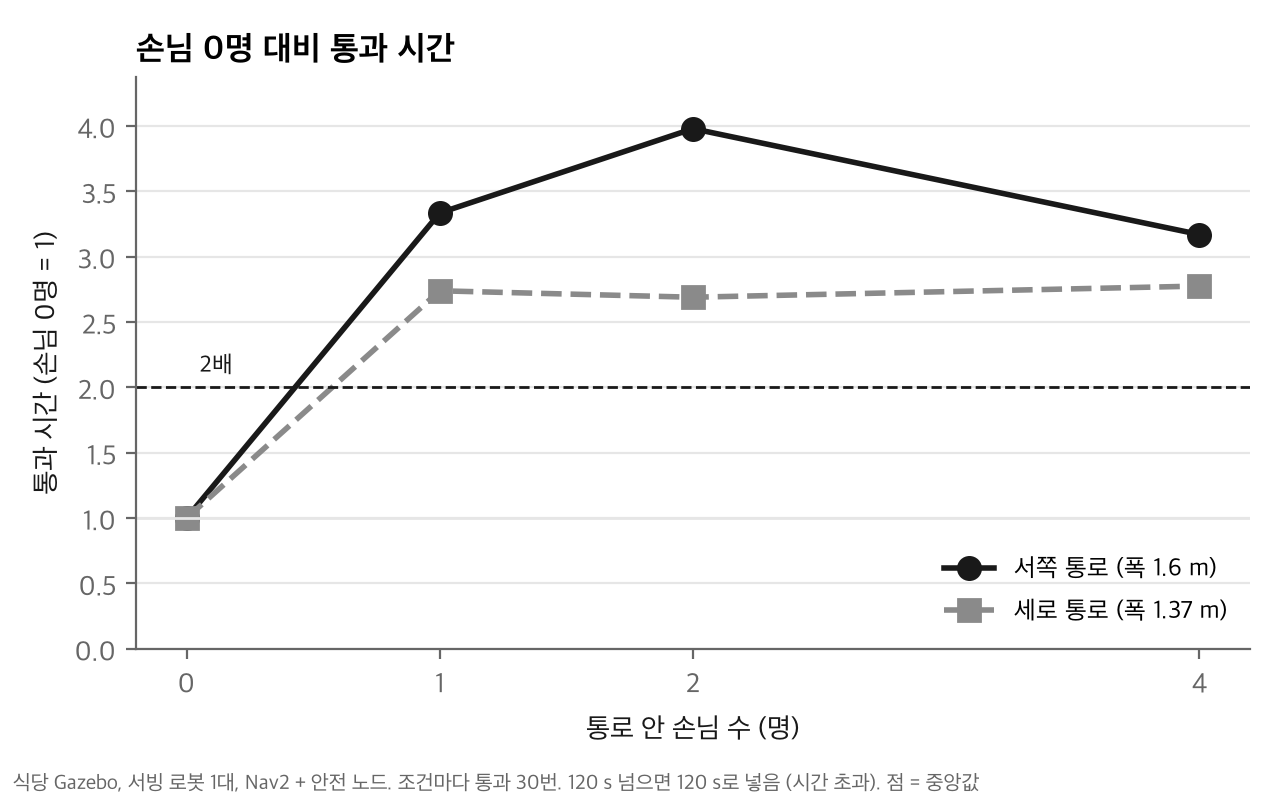 손님 0명 대비 통과 시간
통과 시간 (손님 0명 = 1)
4.0
3.5
3.0
2.5
2.0
1.5
1.0
0.5
0.0
2배
서쪽 통로 (폭 1.6 m)
세로 통로 (폭 1.37 m)
0 1 2 4
통로 안 손님 수 (명)
식당 Gazebo, 서빙 로봇 1대, Nav2 + 안전 노드. 조건마다 통과 30번. 120 s 넘으면 120 s로 넣음 (시간 초과). 점 = 중앙값